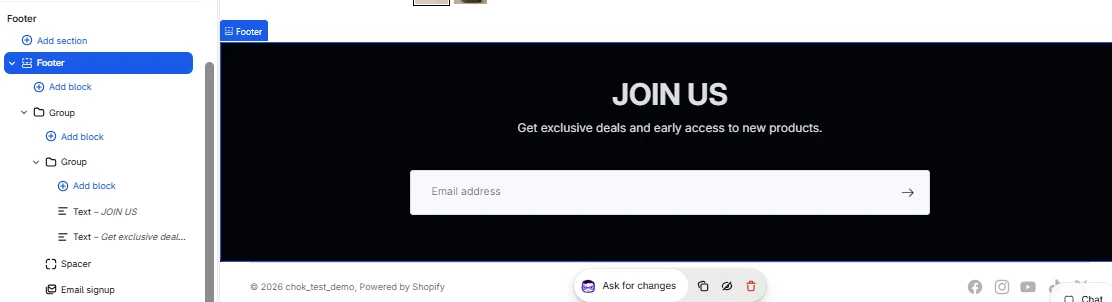 Footer
Add section
Footer
Add block
Group
Add block
Group
Add block
Text – JOIN US
Text – Get exclusive deal...
Spacer
Email signup
Footer
JOIN US
Get exclusive deals and early access to new products.
Email address
© 2026 chok_test_demo, Powered by Shopify
Ask for changes
Chat